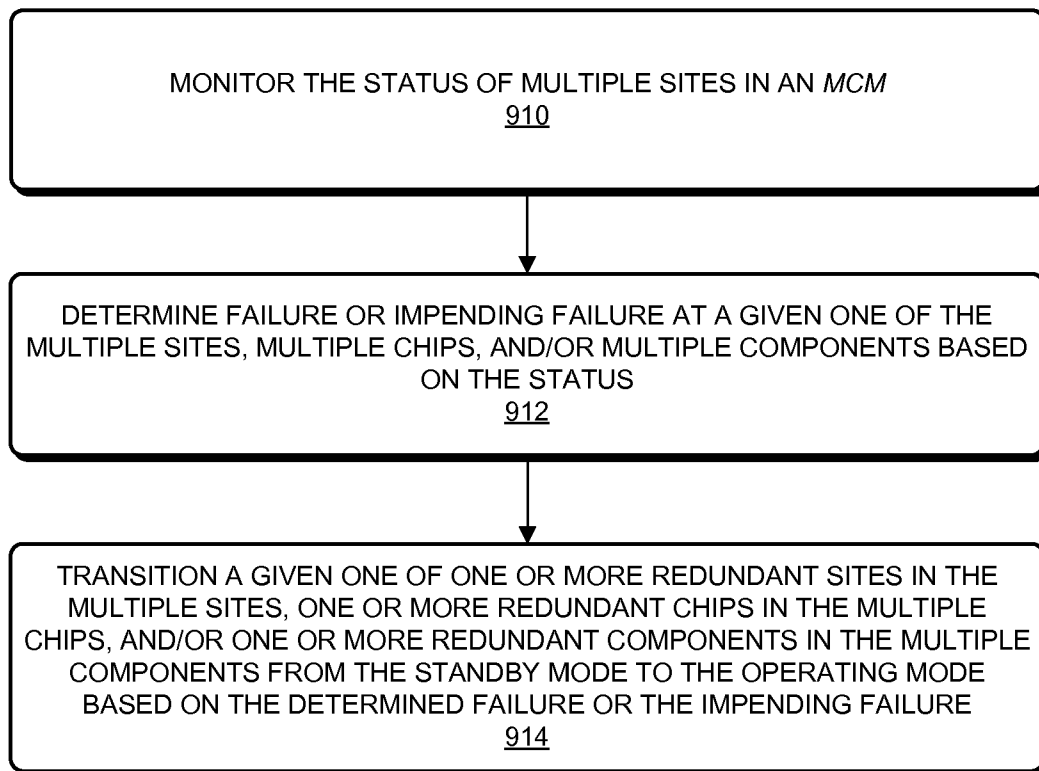 MONITOR THE STATUS OF MULTIPLE SITES IN AN MCM
910
DETERMINE FAILURE OR IMPENDING FAILURE AT A GIVEN ONE OF THE
MULTIPLE SITES, MULTIPLE CHIPS, AND/OR MULTIPLE COMPONENTS BASED
ON THE STATUS
912
TRANSITION A GIVEN ONE OF ONE OR MORE REDUNDANT SITES IN THE
MULTIPLE SITES, ONE OR MORE REDUNDANT CHIPS IN THE MULTIPLE
CHIPS, AND/OR ONE OR MORE REDUNDANT COMPONENTS IN THE MULTIPLE
COMPONENTS FROM THE STANDBY MODE TO THE OPERATING MODE
BASED ON THE DETERMINED FAILURE OR THE IMPENDING FAILURE
914